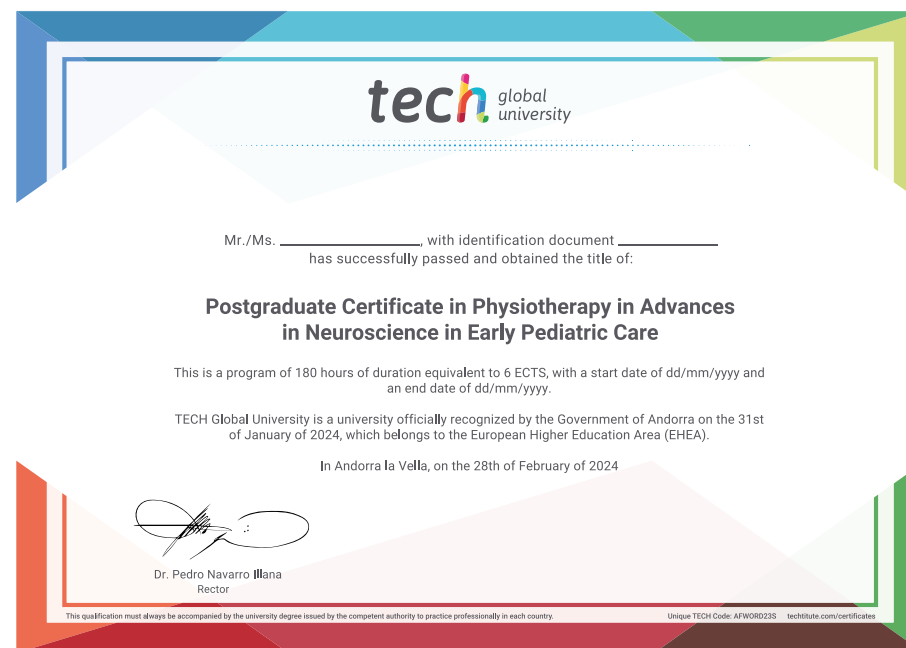 tech global university
Mr./Ms. ____________, with identification document ____________
has successfully passed and obtained the title of:
Postgraduate Certificate in Physiotherapy in Advances
in Neuroscience in Early Pediatric Care
This is a program of 180 hours of duration equivalent to 6 ECTS, with a start date of dd/mm/yyyy and
an end date of dd/mm/yyyy.
TECH Global University is a university officially recognized by the Government of Andorra on the 31st
of January of 2024, which belongs to the European Higher Education Area (EHEA).
In Andorra la Vella, on the 28th of February of 2024
Dr. Pedro Navarro Illana
Rector
This qualification must always be accompanied by the university degree issued by the competent authority to practice professionally in each country.
Unique TECH Code: AFWORD23S techtitute.com/certificates